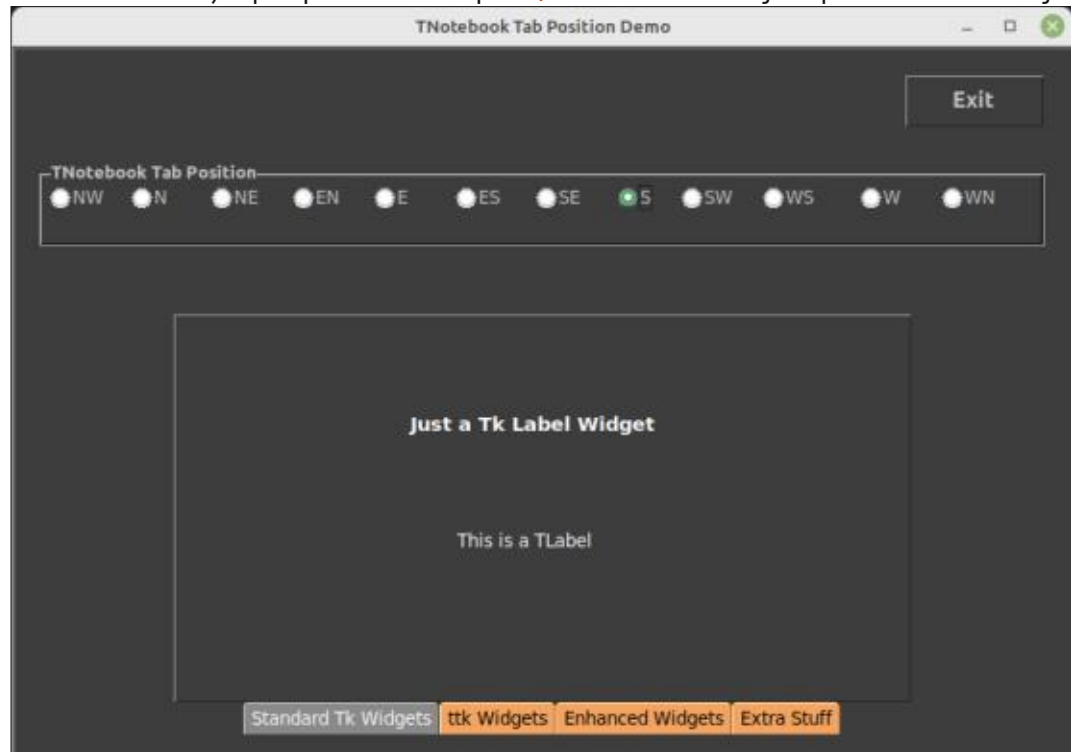 TNotebook Tab Position Demo
Exit
TNotebook Tab Position
NW N NE EN E ES SE S SW WS W WN
Just a Tk Label Widget
This is a TLabel
Standard Tk Widgets ttk Widgets Enhanced Widgets Extra Stuff